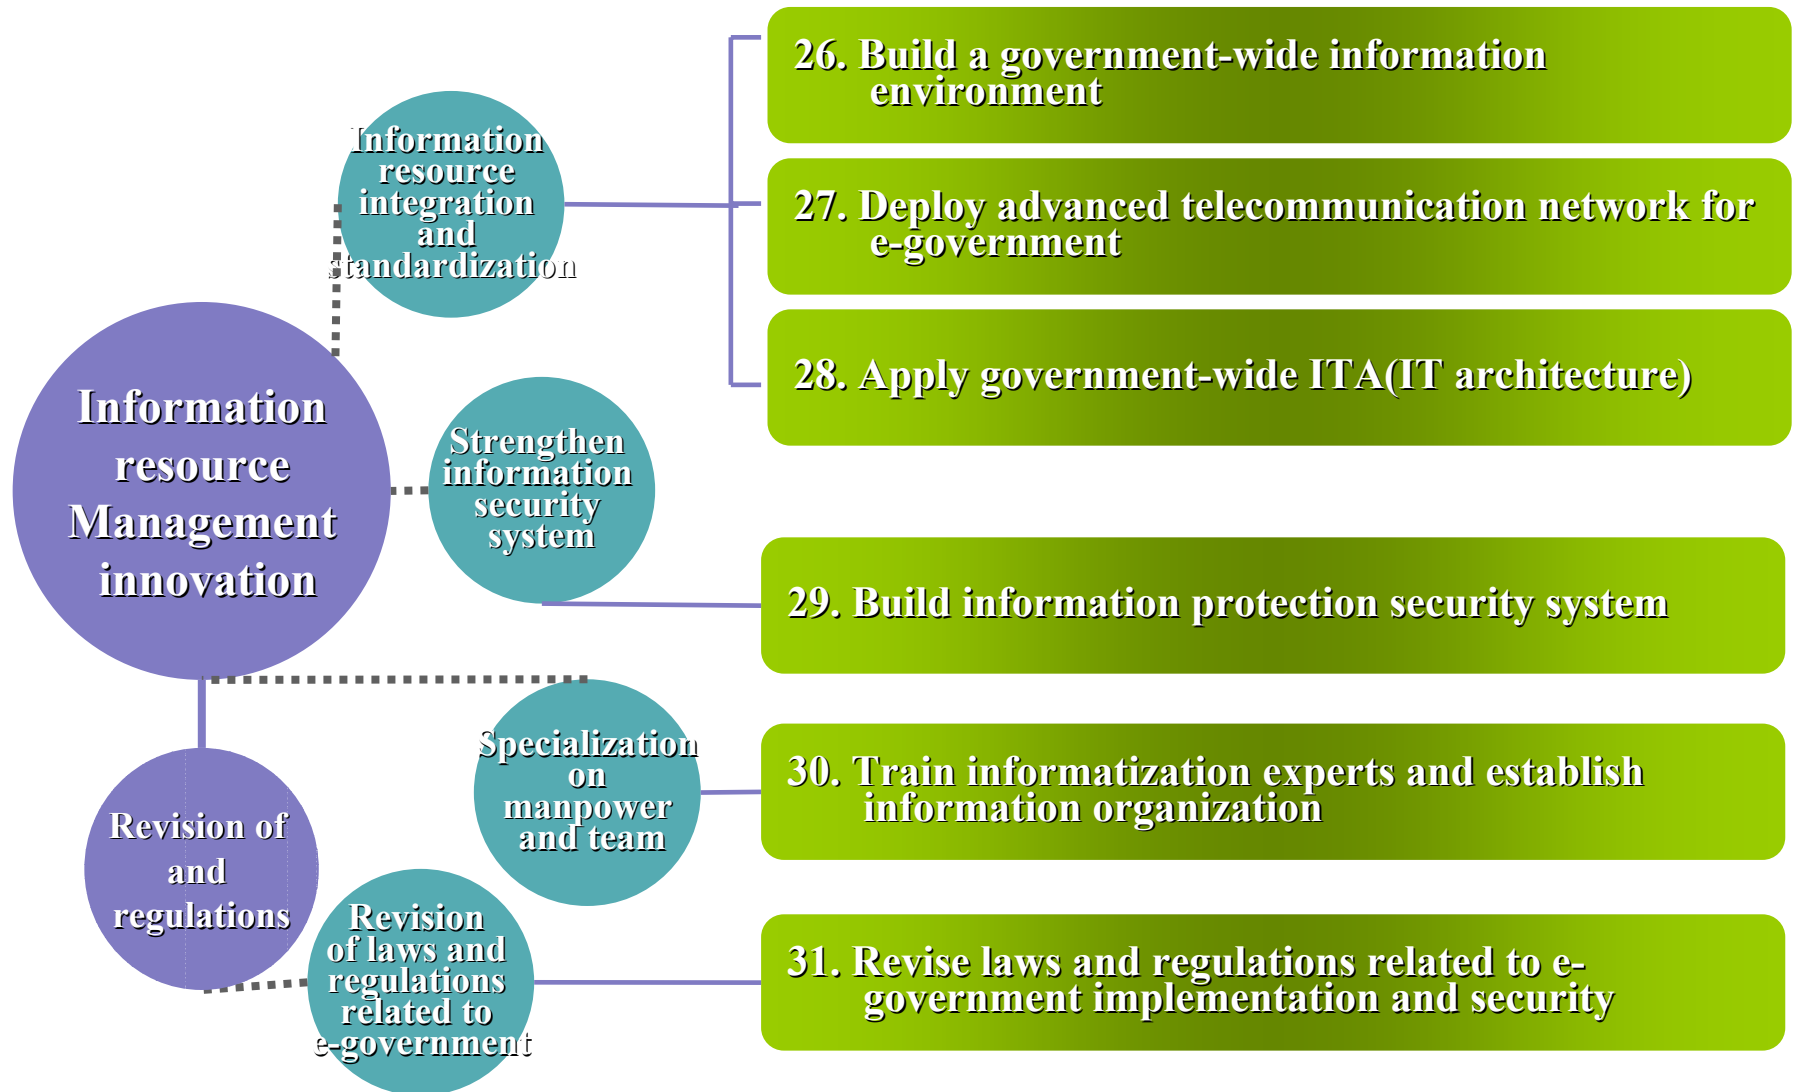 Information
resource
Management
innovation
Revision of
and
regulations
Information
resource
integration
and
standardization
Strengthen
information
security
system
Specialization
on
manpower
and team
Revision
of laws and
regulations
related to
e-government
26. Build a government-wide information
environment
27. Deploy advanced telecommunication network for
e-government
28. Apply government-wide ITA(IT architecture)
29. Build information protection security system
30. Train informatization experts and establish
information organization
31. Revise laws and regulations related to e-
government implementation and security